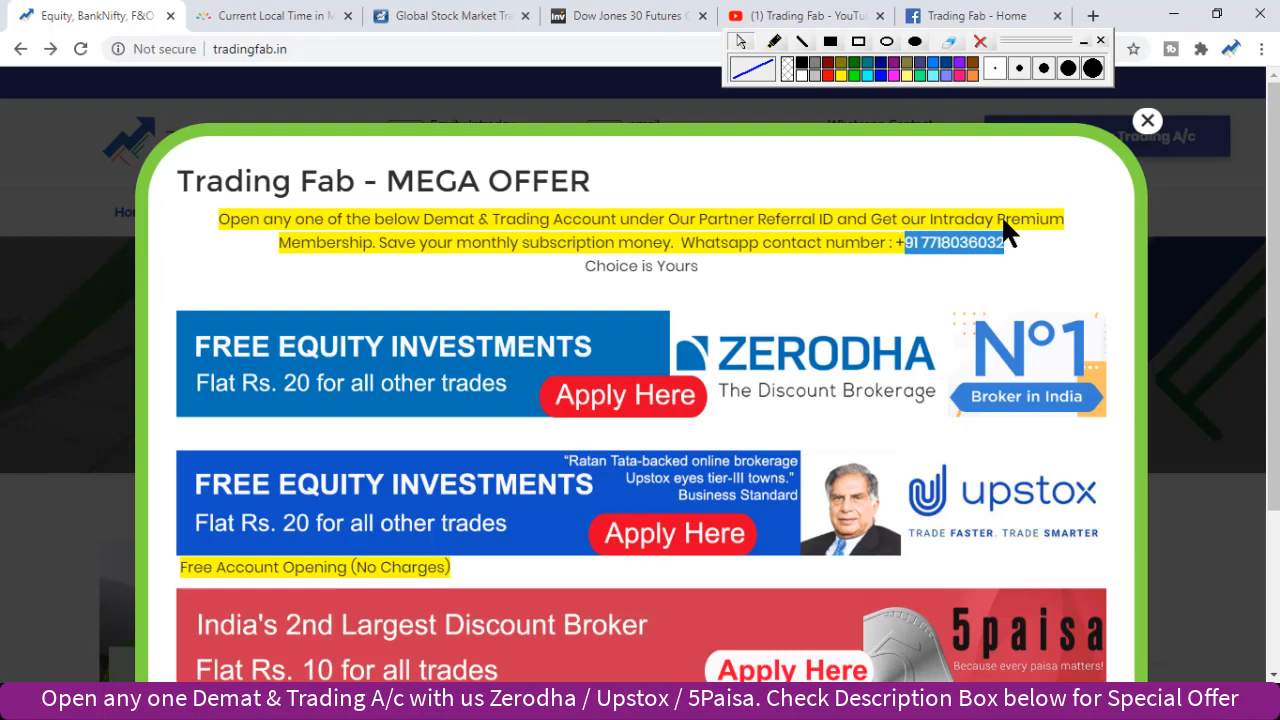 Equity, BankNifty, F&O
Current Local Time in M
Global Stock Market Tra
Dow Jones 30 Futures C
(1) Trading Fab - YouTu
Trading Fab - Home
Not secure
tradingfab.in
Trading A/c
Trading Fab - MEGA OFFER
Open any one of the below Demat & Trading Account under Our Partner Referral ID and Get our Intraday Premium
Membership. Save your monthly subscription money. Whatsapp contact number : +91 7718036032
Choice is Yours
FREE EQUITY INVESTMENTS
Flat Rs. 20 for all other trades
Apply Here
ZERODHA
The Discount Brokerage
Nº1
Broker in India
FREE EQUITY INVESTMENTS
Flat Rs. 20 for all other trades
Apply Here
“Ratan Tata-backed online brokerage
Upstox eyes tier-III towns.”
Business Standard
upstox
TRADE FASTER. TRADE SMARTER
Free Account Opening (No Charges)
India's 2nd Largest Discount Broker
Flat Rs. 10 for all trades
Apply Here
5paisa
Because every paisa matters!
Open any one Demat & Trading A/c with us Zerodha / Upstox / 5Paisa. Check Description Box below for Special Offer